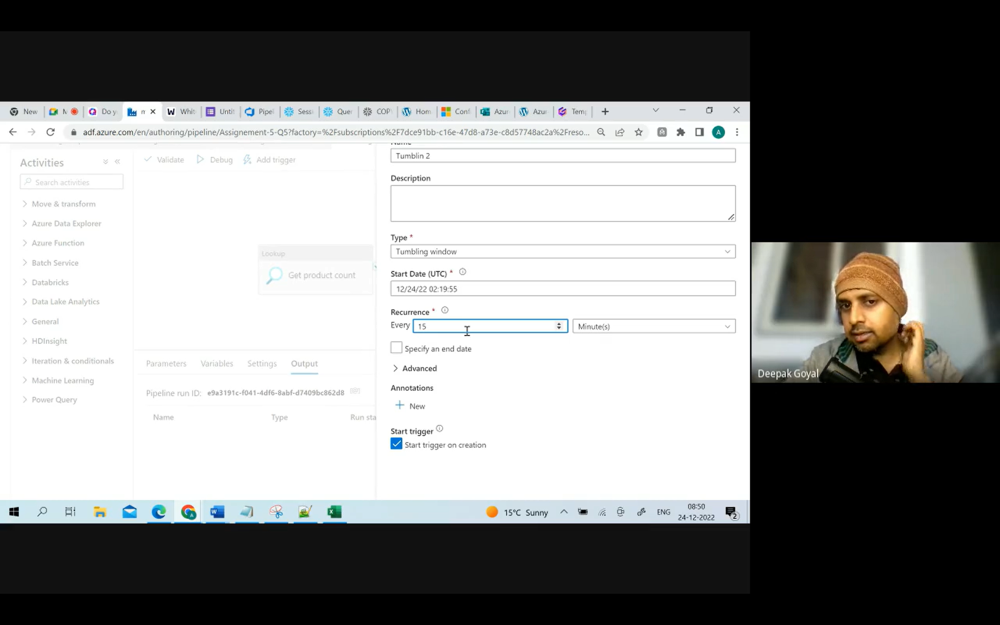 New
M
Do y
m
Whit
Untit
Pipel
Sess
Quer
COP
Hom
Confi
Azur
Azur
Temp
adf.azure.com/en/authoring/pipeline/Assignement-5-Q5?factory=%2Fsubscriptions%2F7dce91bb-c16e-47d8-a73e-c8d57748ac2a%2Freso...
A
Activities
Search activities
Move & transform
Azure Data Explorer
Azure Function
Batch Service
Databricks
Data Lake Analytics
General
HDInsight
Iteration & conditionals
Machine Learning
Power Query
Validate
Debug
Add trigger
Lookup
Get product count
Parameters
Variables
Settings
Output
Pipeline run ID: e9a3191c-f041-4df6-8abf-d7409bc862d8
Name
Type
Run sta
Name
Tumblin 2
Description
Type *
Tumbling window
Start Date (UTC) *
12/24/22 02:19:55
Recurrence *
Every 15 Minute(s)
Specify an end date
Advanced
Annotations
New
Start trigger
Start trigger on creation
Deepak Goyal
15°C Sunny
ENG
08:50
24-12-2022
2